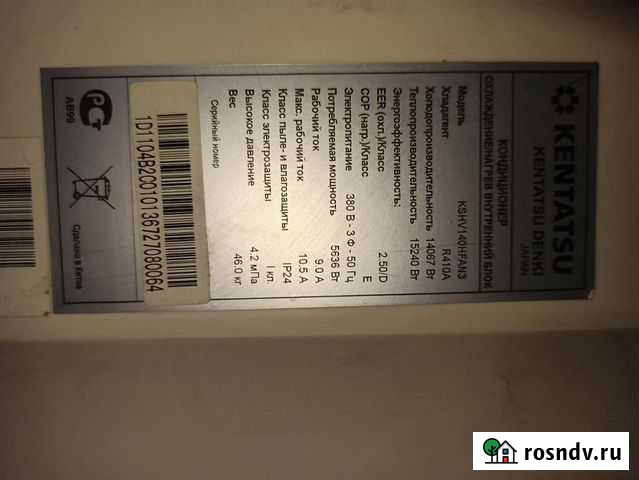 KENTATSU
KENTATSU DENKI
JAPAN
КОНДИЦИОНЕР
ОХЛАЖДЕНИЕ/НАГРЕВ ВНУТРЕННИЙ БЛОК
Модель KSHV140HFAN3
Хладагент R410A
Холодопроизводительность 14067 Вт
Теплопроизводительность 15240 Вт
Энергоэффективность:
EER (охл.)/Класс 2.50/D
COP (нагр.)/Класс E
Электропитание 380 В - 3 Ф - 50 Гц
Потребляемая мощность 5636 Вт
Рабочий ток 9.0 А
Макс. рабочий ток 10.5 А
Класс пыле- и влагозащиты IP24
Класс электрозащиты I кл.
Высокое давление 4.2 мПа
Вес 46.0 кг
Серийный номер
1D1104B20010136727080064
РСТ
АВ99
Сделано в Китае
rosndv.ru